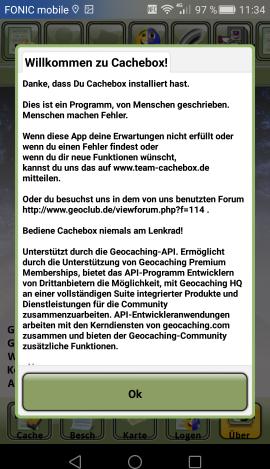 FONIC mobile 97 % 11:34
Willkommen zu Cachebox!
Danke, dass Du Cachebox installiert hast.
Dies ist ein Programm, von Menschen geschrieben.
Menschen machen Fehler.
Wenn diese App deine Erwartungen nicht erfüllt oder
wenn du einen Fehler findest oder
wenn du dir neue Funktionen wünscht,
kannst du uns das auf www.team-cachebox.de
mitteilen.
Oder du besuchst uns in dem von uns benutzten Forum
http://www.geoclub.de/viewforum.php?f=114 .
Bediene Cachebox niemals am Lenkrad!
Unterstützt durch die Geocaching-API. Ermöglicht
durch die Unterstützung von Geocaching Premium
Memberships, bietet das API-Programm Entwicklern
von Drittanbietern die Möglichkeit, mit Geocaching HQ
an einer vollständigen Suite integrierter Produkte und
Dienstleistungen für die Community
zusammenzuarbeiten. API-Entwickleranwendungen
arbeiten mit den Kerndiensten von geocaching.com
zusammen und bieten der Geocaching-Community
zusätzliche Funktionen.
Ok
Cache Besch Karte Logen Über